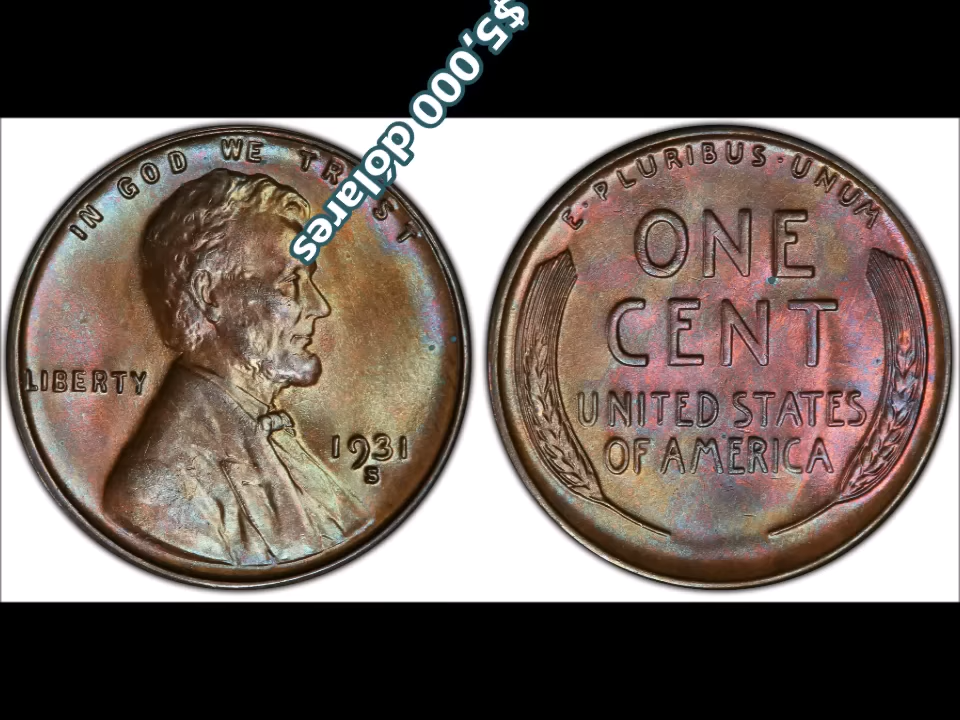 $5,000 dólares
IN GOD WE TRUST
LIBERTY
1931
S
E·PLURIBUS·UNUM
ONE
CENT
UNITED STATES
OF AMERICA